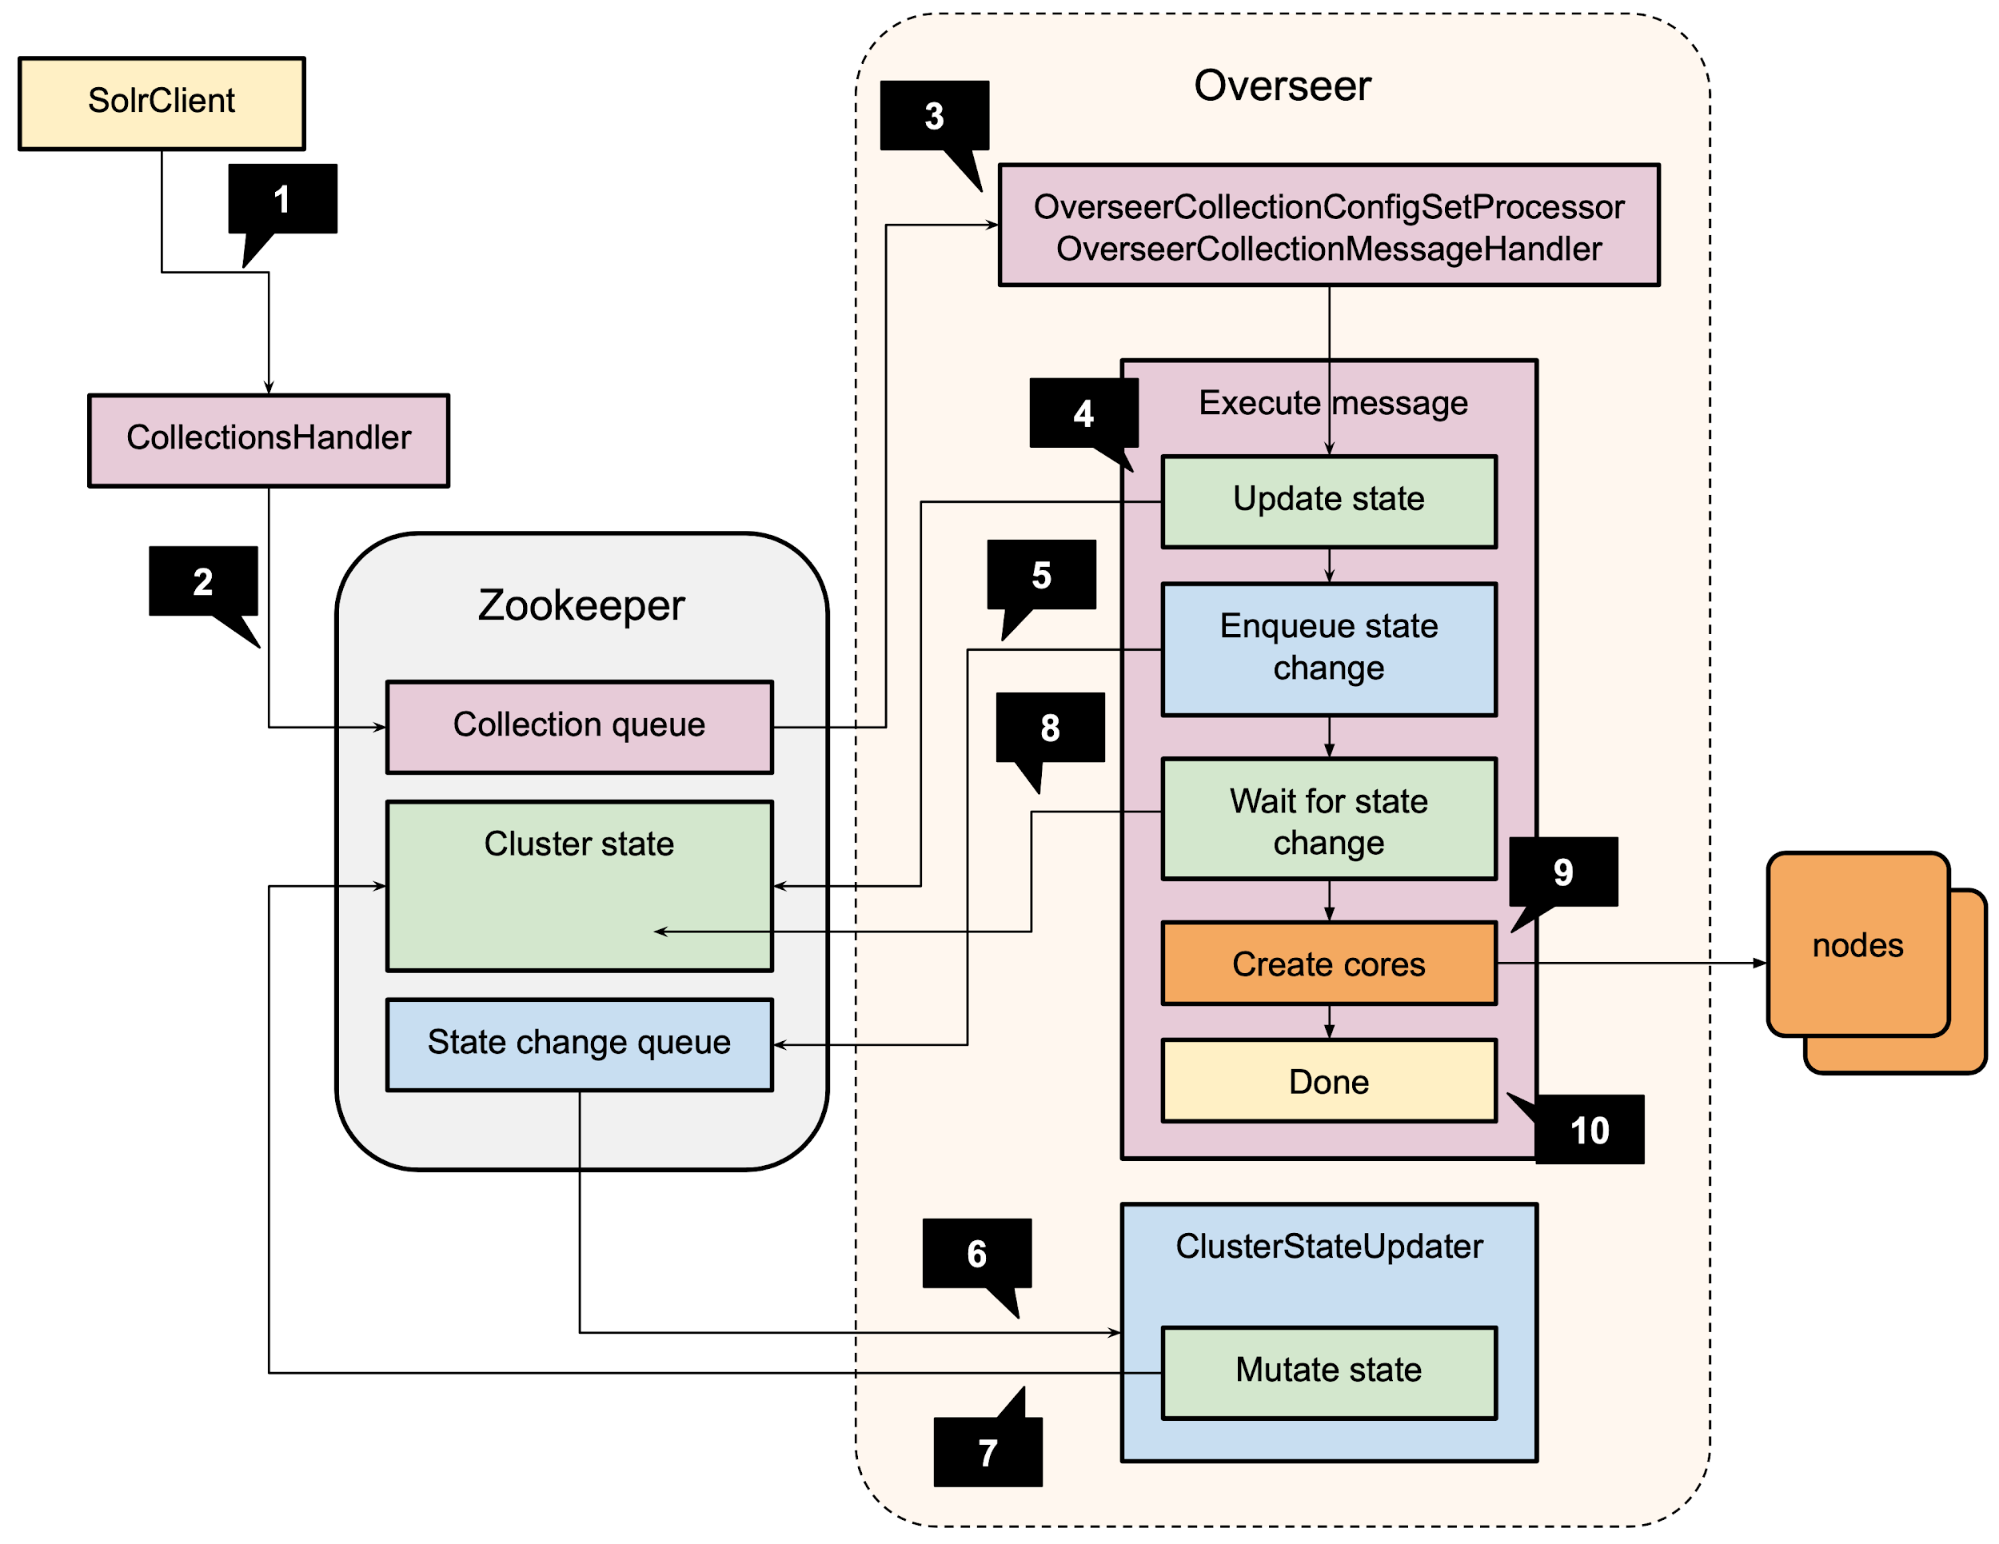 SolrClient
1
CollectionsHandler
2
Zookeeper
Collection queue
Cluster state
State change queue
Overseer
3
OverseerCollectionConfigSetProcessor
OverseerCollectionMessageHandler
4
Execute message
Update state
5
Enqueue state
change
8
Wait for state
change
9
Create cores
nodes
Done
10
6
ClusterStateUpdater
Mutate state
7